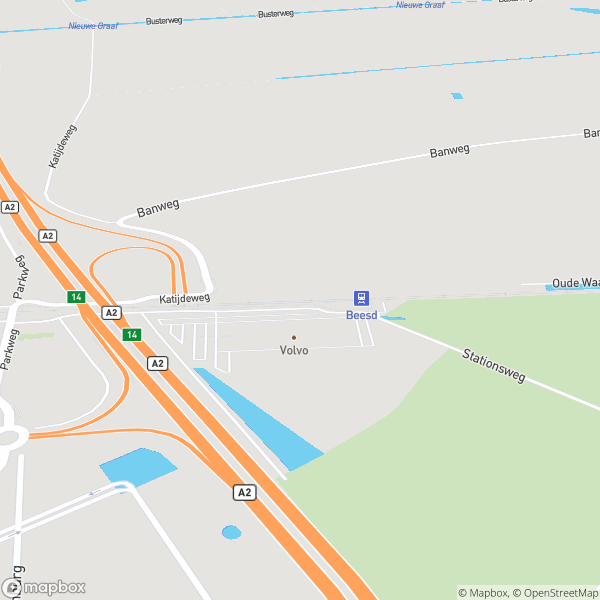 Nieuwe Graaf
Busterweg
Busterweg
Nieuwe Graaf
Katijdeweg
Banweg
Banweg
A2
A2
Parkweg
14
Katijdeweg
A2
14
Beesd
Oude Waa
Volvo
Parkweg
A2
Stationsweg
A2
mapbox
© Mapbox, © OpenStreetMap